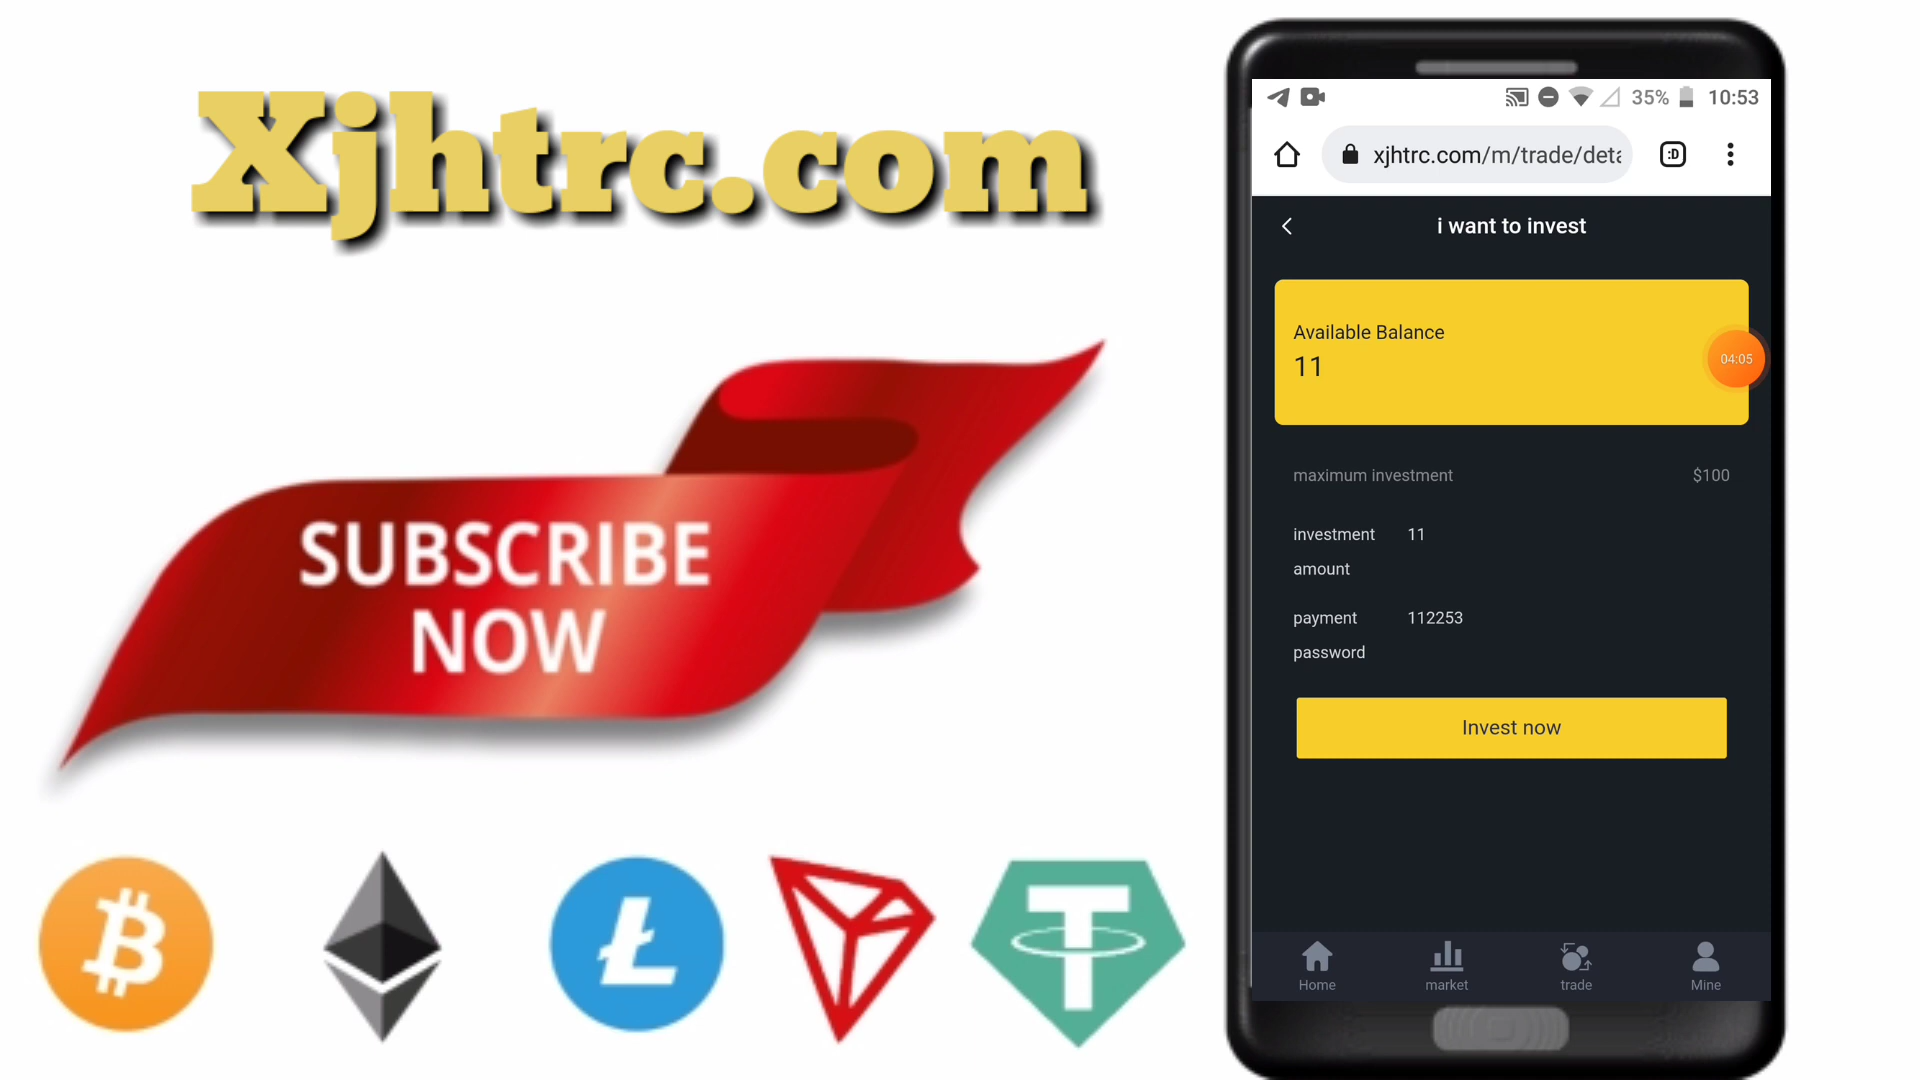 Xjhtrc.com
SUBSCRIBE
NOW
35% 10:53
xjhtrc.com/m/trade/deta
:D
i want to invest
Available Balance
11
04:05
maximum investment $100
investment amount 11
payment password 112253
Invest now
Home market trade Mine